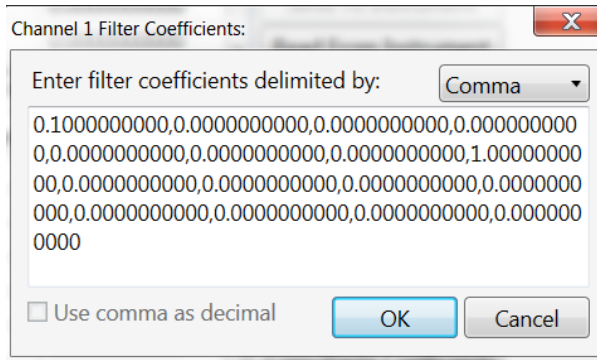 Channel 1 Filter Coefficients:
Enter filter coefficients delimited by:
Comma
0.1000000000,0.0000000000,0.0000000000,0.000000000
0,0.0000000000,0.0000000000,0.0000000000,1.00000000
00,0.0000000000,0.0000000000,0.0000000000,0.0000000
000,0.0000000000,0.0000000000,0.0000000000,0.000000
0000
Use comma as decimal
OK
Cancel